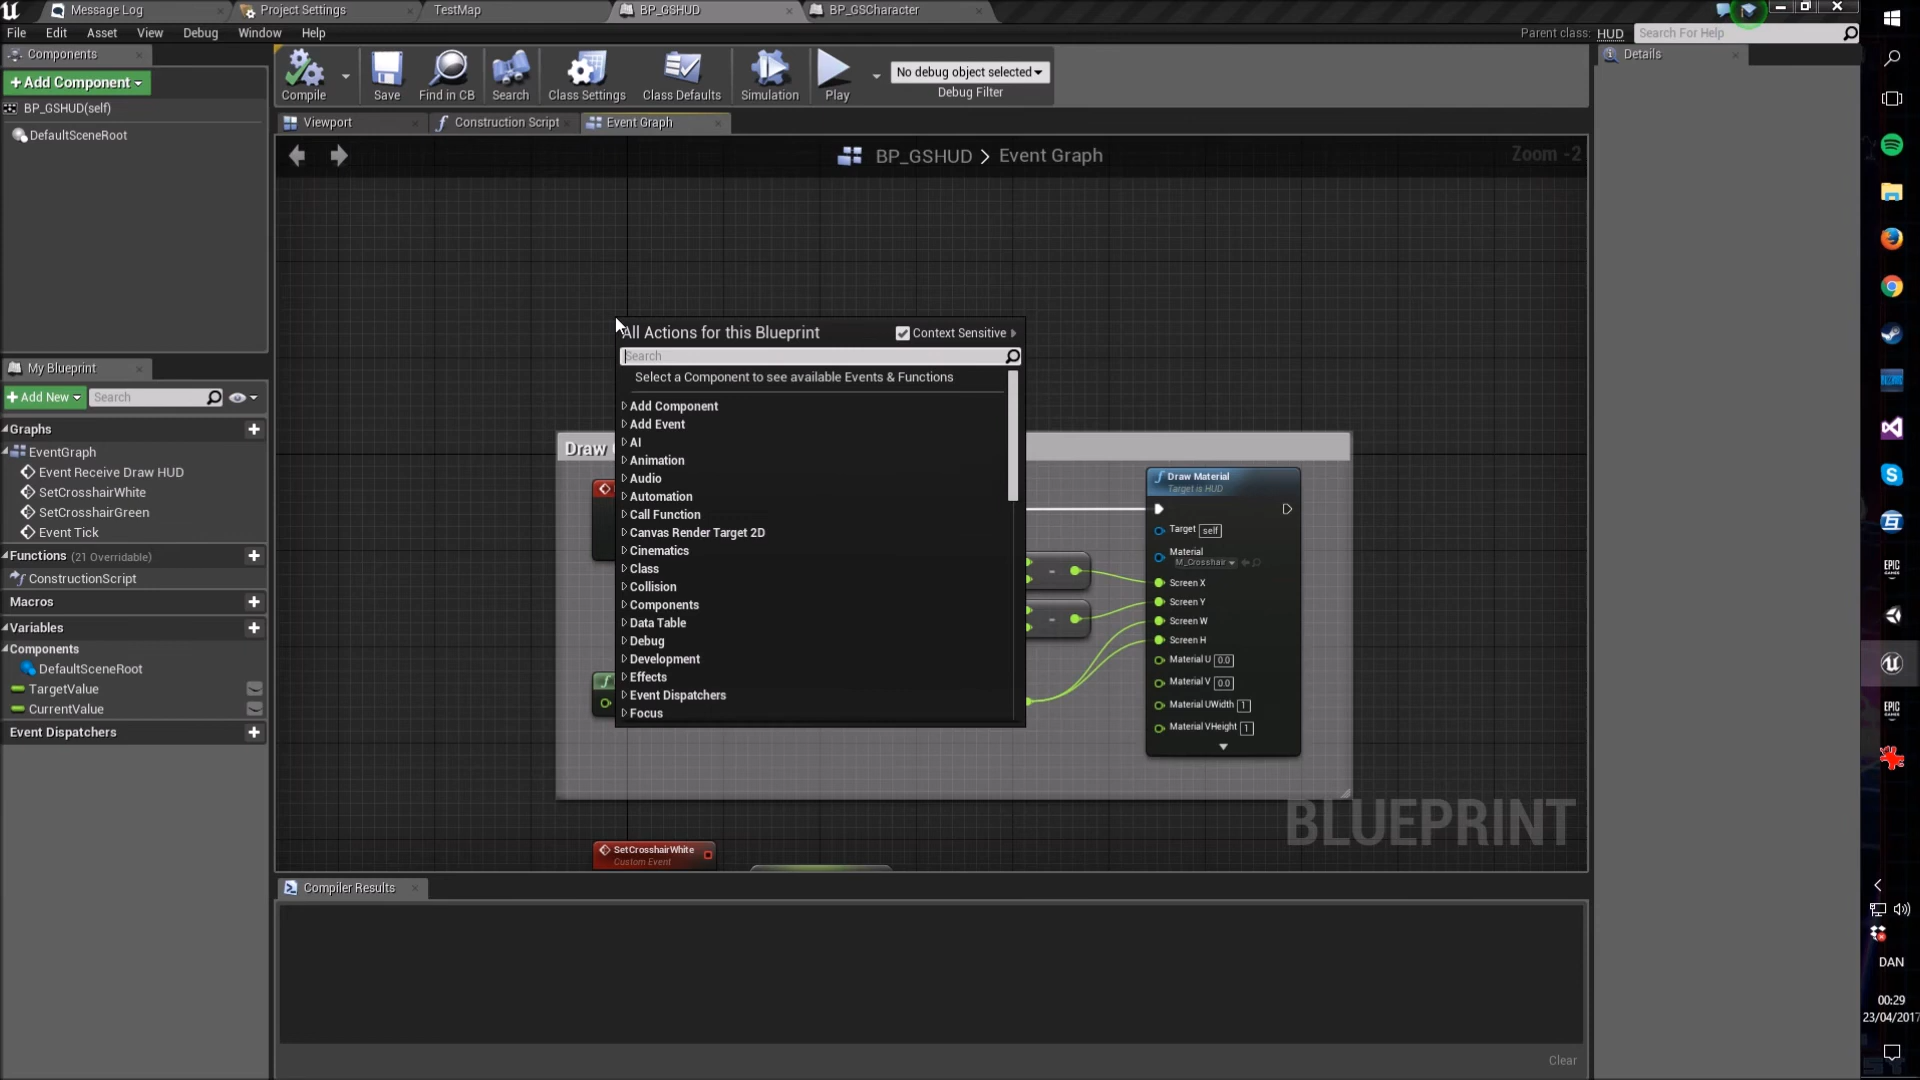 Message Log
Project Settings
TestMap
BP_GSHUD
BP_GSCharacter
File Edit Asset View Debug Window Help
Parent class: HUD
Search For Help
Components
+ Add Component
BP_GSHUD(self)
DefaultSceneRoot
Compile
Save
Find in CB
Search
Class Settings
Class Defaults
Simulation
Play
No debug object selected
Debug Filter
Details
Viewport
Construction Script
Event Graph
BP_GSHUD > Event Graph
Zoom -2
My Blueprint
+ Add New
Search
Graphs
EventGraph
Event Receive Draw HUD
SetCrosshairWhite
SetCrosshairGreen
Event Tick
Functions (21 Overridable)
ConstructionScript
Macros
Variables
Components
DefaultSceneRoot
TargetValue
CurrentValue
Event Dispatchers
All Actions for this Blueprint
Context Sensitive
Search
Select a Component to see available Events & Functions
Add Component
Add Event
AI
Animation
Audio
Automation
Call Function
Canvas Render Target 2D
Cinematics
Class
Collision
Components
Data Table
Debug
Development
Effects
Event Dispatchers
Focus
Draw
Draw Material
Target is HUD
Target self
Material
M_Crosshair
Screen X
Screen Y
Screen W
Screen H
Material U 0.0
Material V 0.0
Material UWidth 1
Material VHeight 1
SetCrosshairWhite
Custom Event
BLUEPRINT
Compiler Results
Clear
EPIC GAMES
EPIC GAMES
DAN
00:29
23/04/2017